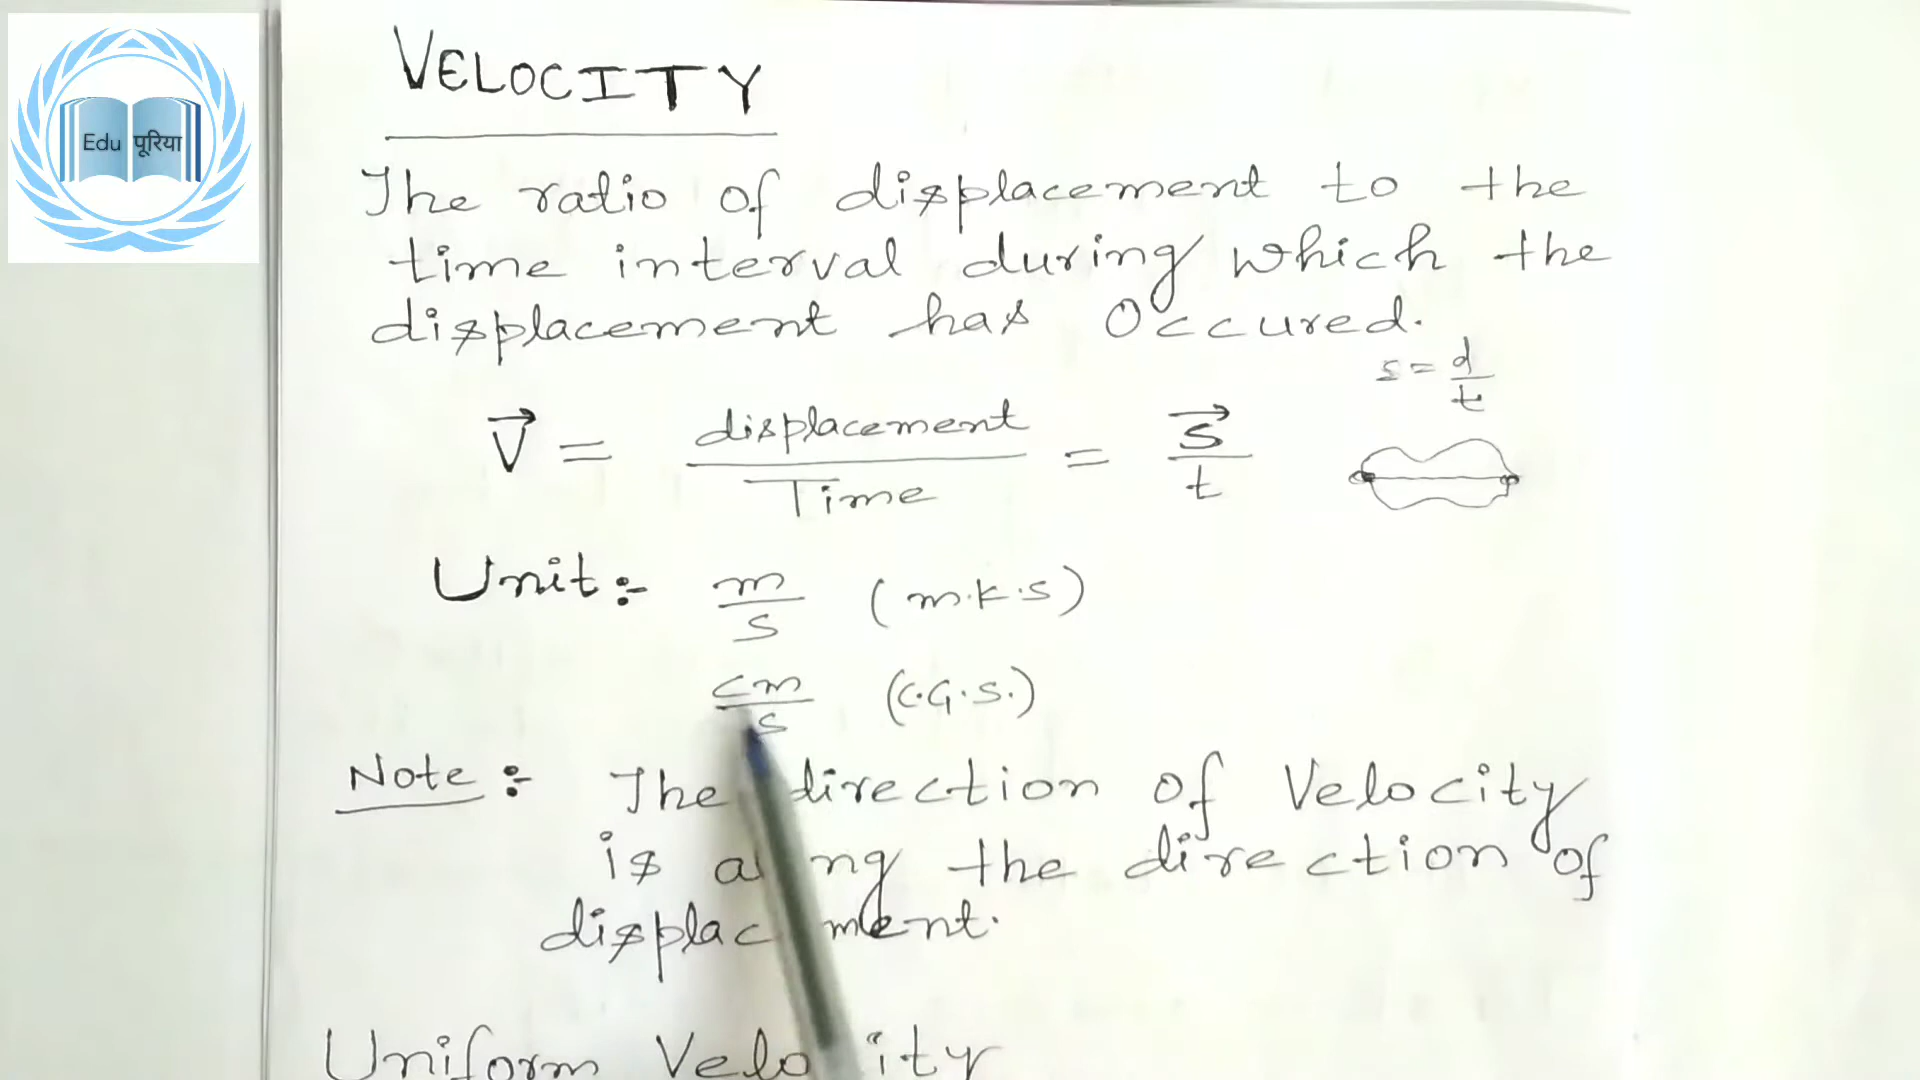 Edu पूरिया
VELOCITY
The ratio of displacement to the
time interval during which the
displacement has Occured.
s = d/t
V⃗ = displacement/Time = s⃗/t
Unit:- m/s (m.k.s)
cm/s (C.G.S.)
Note:- The direction of Velocity
is along the direction of
displacement.
Uniform Velocity